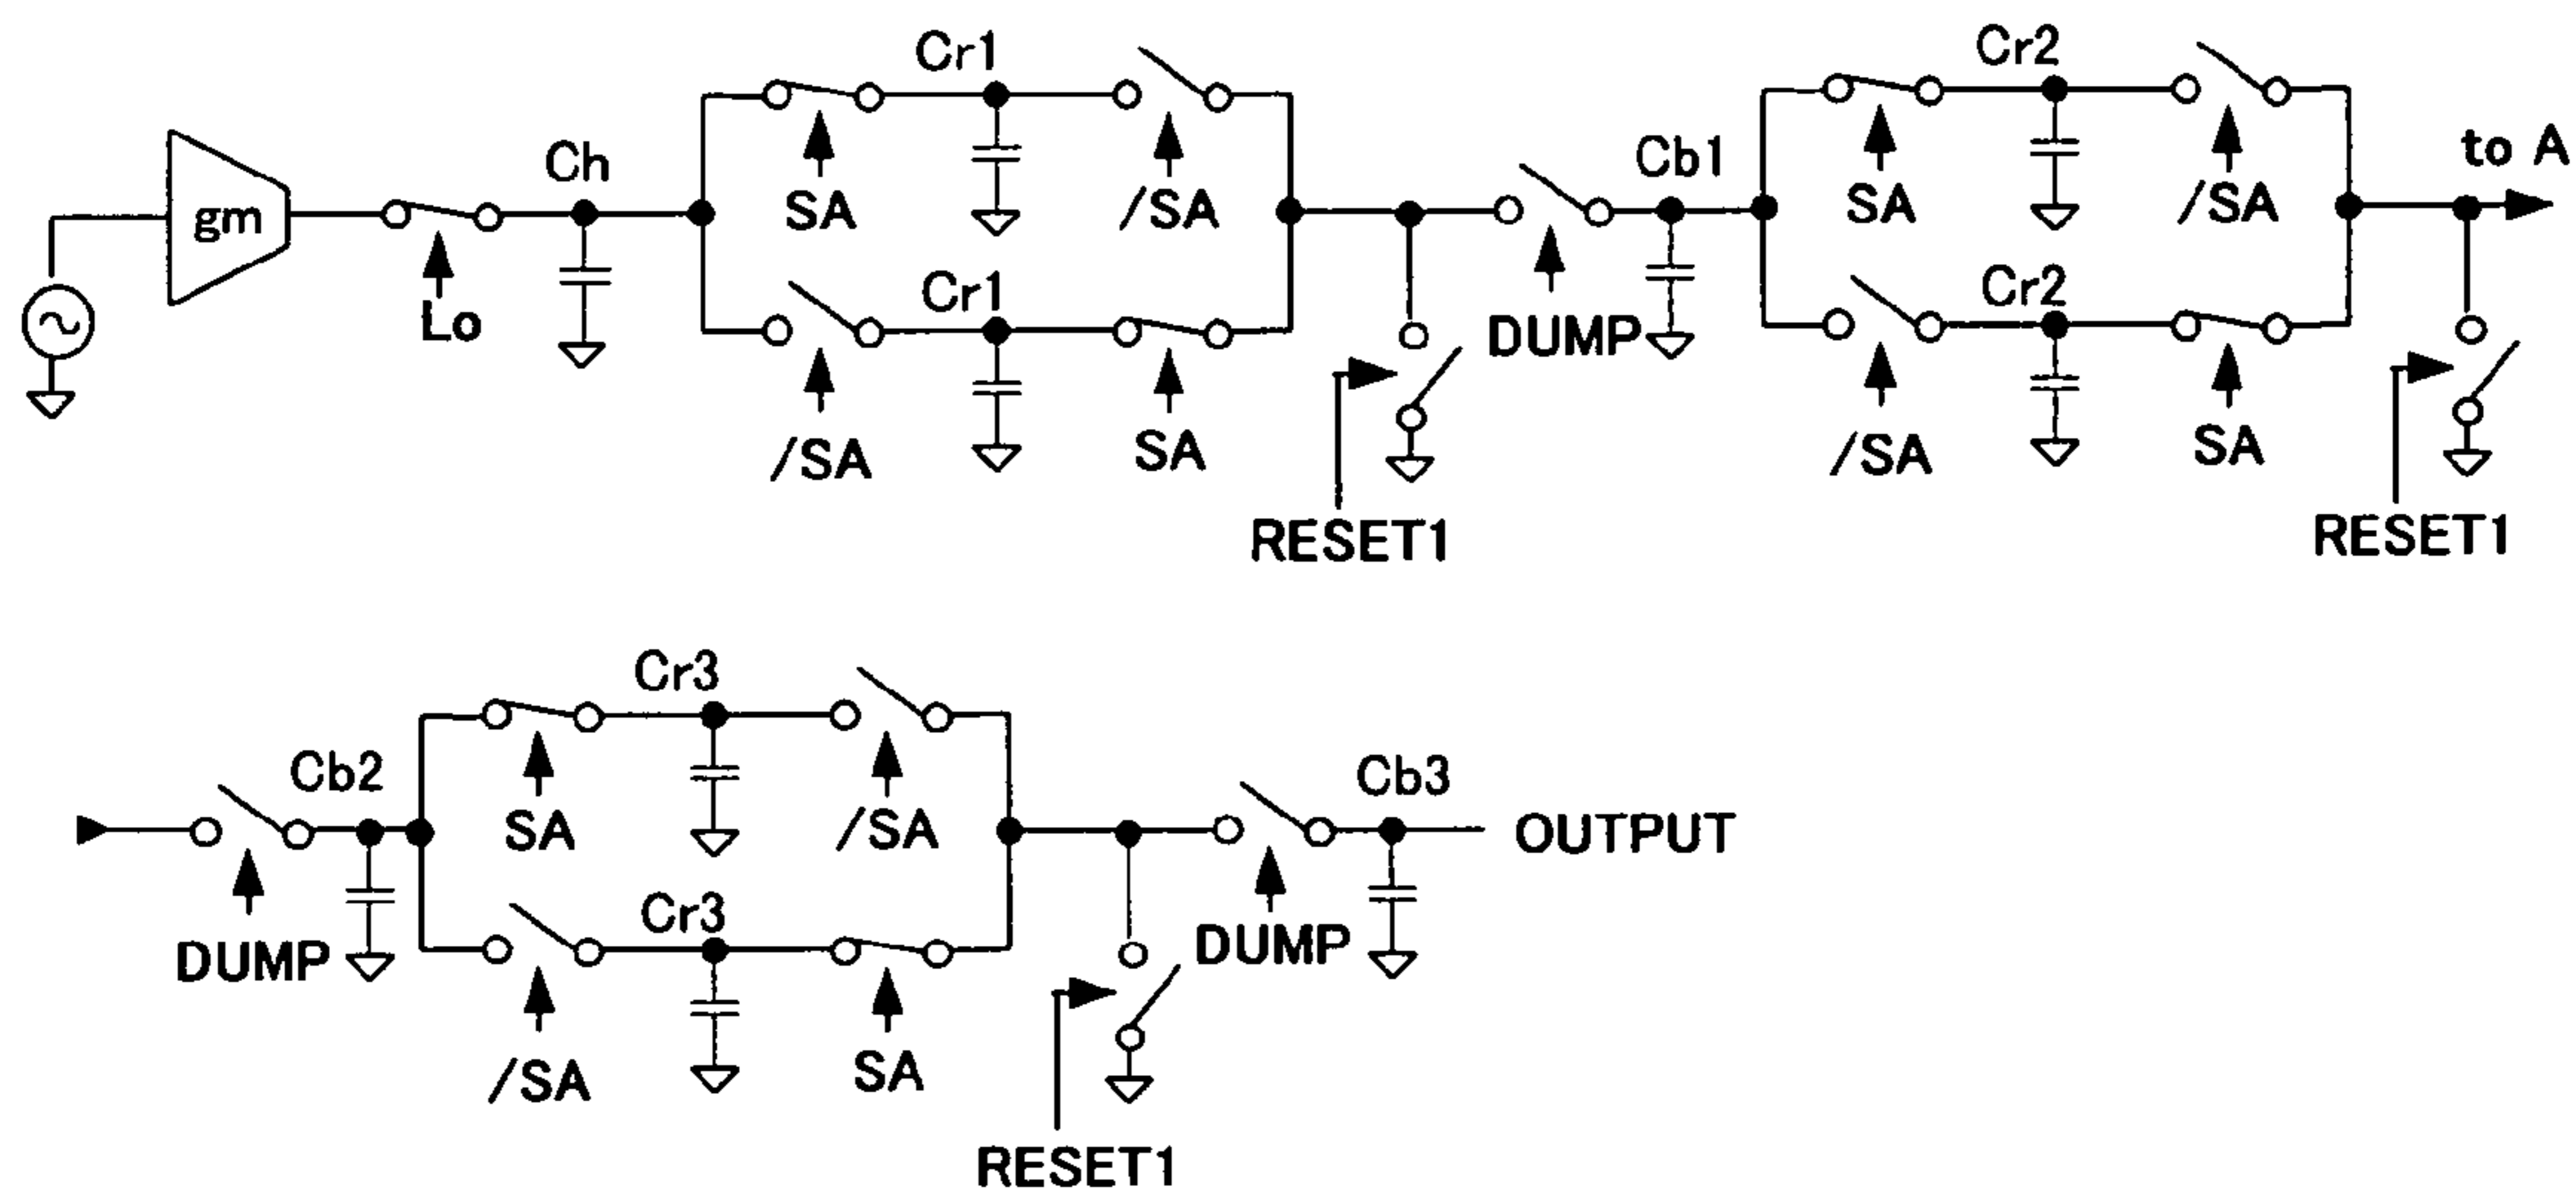 gm
Lo
Ch
Cr1
SA
/SA
Cr1
/SA
SA
RESET1
DUMP
Cb1
Cr2
SA
/SA
Cr2
/SA
SA
to A
RESET1
DUMP
Cb2
Cr3
SA
/SA
Cr3
/SA
SA
RESET1
DUMP
Cb3
OUTPUT